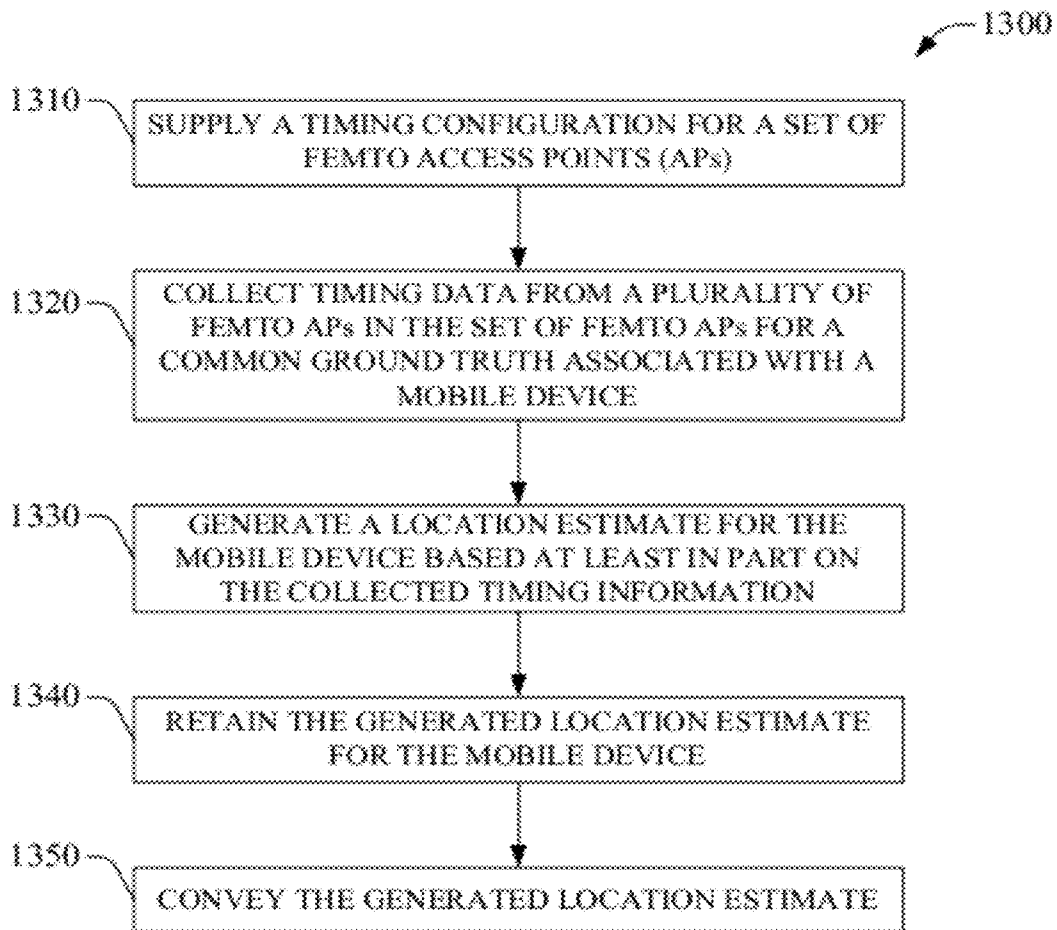 1300
1310
SUPPLY A TIMING CONFIGURATION FOR A SET OF
FEMTO ACCESS POINTS (APs)
1320
COLLECT TIMING DATA FROM A PLURALITY OF
FEMTO APs IN THE SET OF FEMTO APs FOR A
COMMON GROUND TRUTH ASSOCIATED WITH A
MOBILE DEVICE
1330
GENERATE A LOCATION ESTIMATE FOR THE
MOBILE DEVICE BASED AT LEAST IN PART ON
THE COLLECTED TIMING INFORMATION
1340
RETAIN THE GENERATED LOCATION ESTIMATE
FOR THE MOBILE DEVICE
1350
CONVEY THE GENERATED LOCATION ESTIMATE